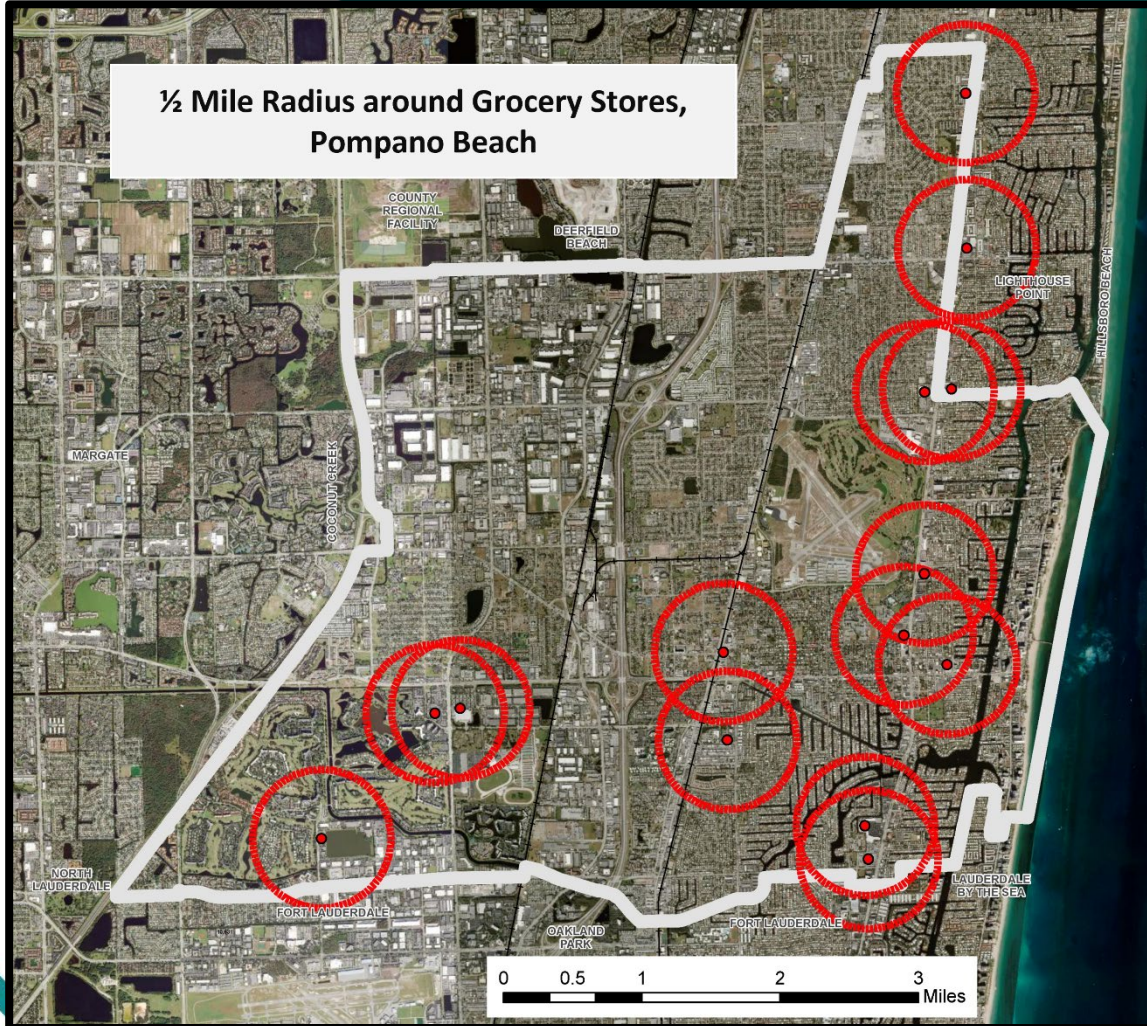 ½ Mile Radius around Grocery Stores,
Pompano Beach
COUNTY
REGIONAL
FACILITY
DEERFIELD
BEACH
LIGHTHOUSE
POINT
HILLSBORO BEACH
MARGATE
COCONUT CREEK
NORTH
LAUDERDALE
FORT LAUDERDALE
OAKLAND
PARK
FORT LAUDERDALE
LAUDERDALE
BY THE SEA
0 0.5 1 2 3
Miles